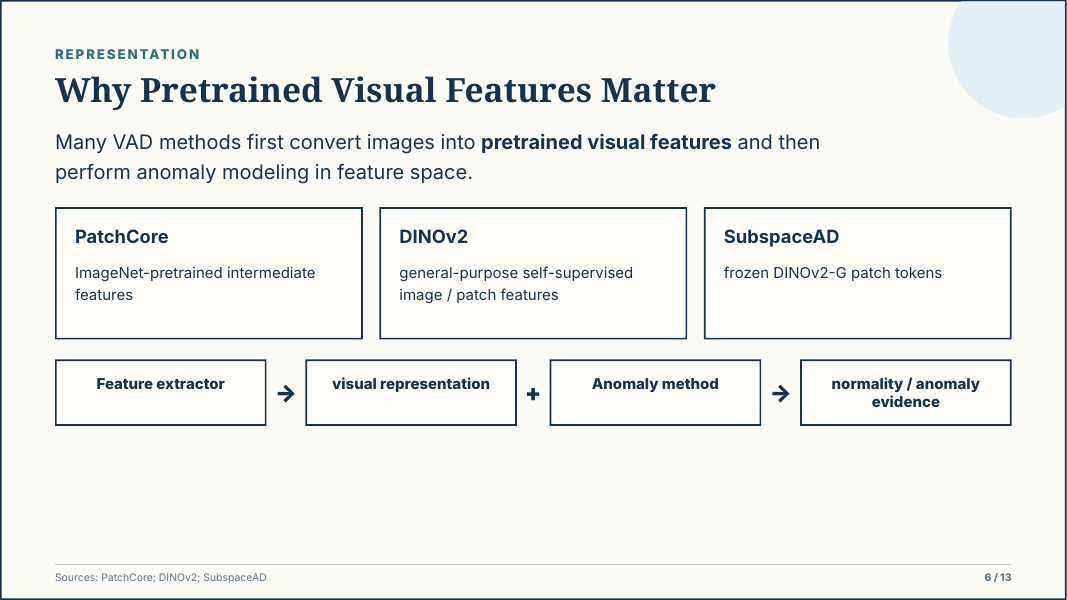 REPRESENTATION
Why Pretrained Visual Features Matter
Many VAD methods first convert images into pretrained visual features and then
perform anomaly modeling in feature space.
PatchCore
ImageNet-pretrained intermediate
features
DINOv2
general-purpose self-supervised
image / patch features
SubspaceAD
frozen DINOv2-G patch tokens
Feature extractor
→
visual representation
+
Anomaly method
→
normality / anomaly
evidence
Sources: PatchCore; DINOv2; SubspaceAD
6 / 13